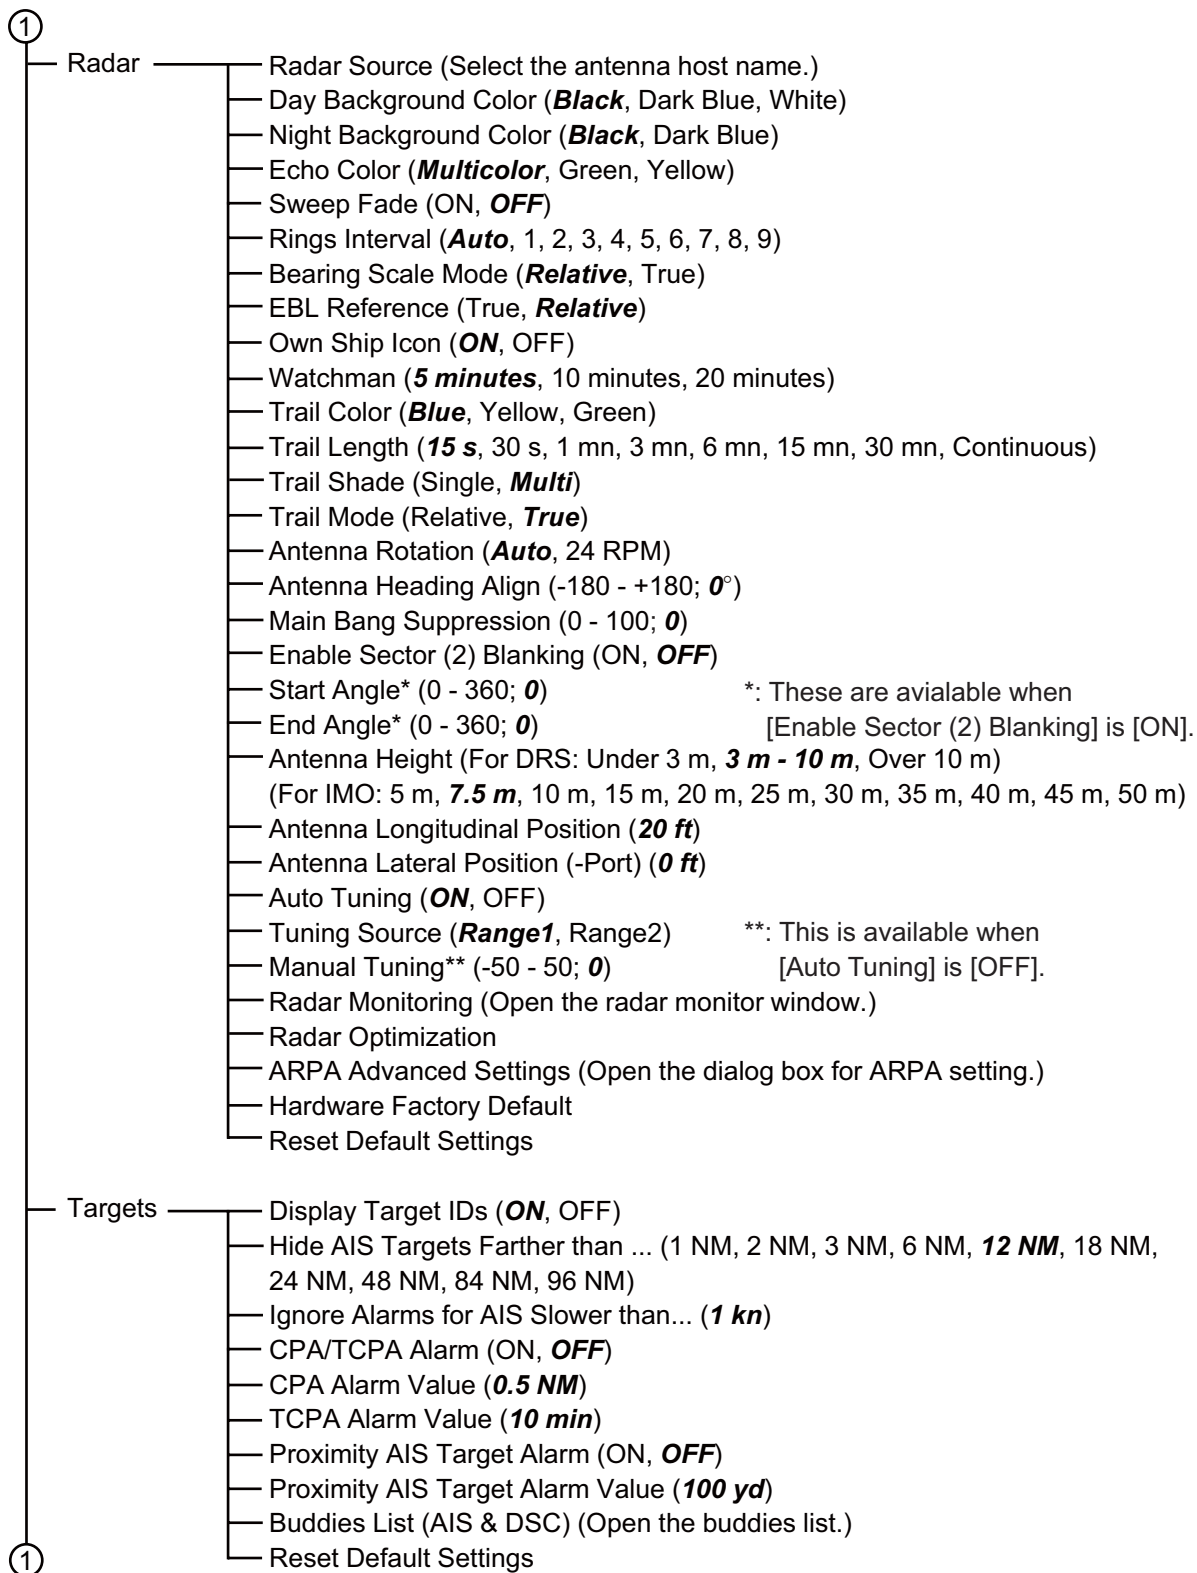 1
Radar
Radar Source (Select the antenna host name.)
Day Background Color (Black, Dark Blue, White)
Night Background Color (Black, Dark Blue)
Echo Color (Multicolor, Green, Yellow)
Sweep Fade (ON, OFF)
Rings Interval (Auto, 1, 2, 3, 4, 5, 6, 7, 8, 9)
Bearing Scale Mode (Relative, True)
EBL Reference (True, Relative)
Own Ship Icon (ON, OFF)
Watchman (5 minutes, 10 minutes, 20 minutes)
Trail Color (Blue, Yellow, Green)
Trail Length (15 s, 30 s, 1 mn, 3 mn, 6 mn, 15 mn, 30 mn, Continuous)
Trail Shade (Single, Multi)
Trail Mode (Relative, True)
Antenna Rotation (Auto, 24 RPM)
Antenna Heading Align (-180 - +180; 0°)
Main Bang Suppression (0 - 100; 0)
Enable Sector (2) Blanking (ON, OFF)
Start Angle* (0 - 360; 0)
*: These are avialable when
End Angle* (0 - 360; 0)
[Enable Sector (2) Blanking] is [ON].
Antenna Height (For DRS: Under 3 m, 3 m - 10 m, Over 10 m)
(For IMO: 5 m, 7.5 m, 10 m, 15 m, 20 m, 25 m, 30 m, 35 m, 40 m, 45 m, 50 m)
Antenna Longitudinal Position (20 ft)
Antenna Lateral Position (-Port) (0 ft)
Auto Tuning (ON, OFF)
Tuning Source (Range1, Range2)
**: This is available when
Manual Tuning** (-50 - 50; 0)
[Auto Tuning] is [OFF].
Radar Monitoring (Open the radar monitor window.)
Radar Optimization
ARPA Advanced Settings (Open the dialog box for ARPA setting.)
Hardware Factory Default
Reset Default Settings
Targets
Display Target IDs (ON, OFF)
Hide AIS Targets Farther than ... (1 NM, 2 NM, 3 NM, 6 NM, 12 NM, 18 NM,
24 NM, 48 NM, 84 NM, 96 NM)
Ignore Alarms for AIS Slower than... (1 kn)
CPA/TCPA Alarm (ON, OFF)
CPA Alarm Value (0.5 NM)
TCPA Alarm Value (10 min)
Proximity AIS Target Alarm (ON, OFF)
Proximity AIS Target Alarm Value (100 yd)
Buddies List (AIS & DSC) (Open the buddies list.)
Reset Default Settings
1